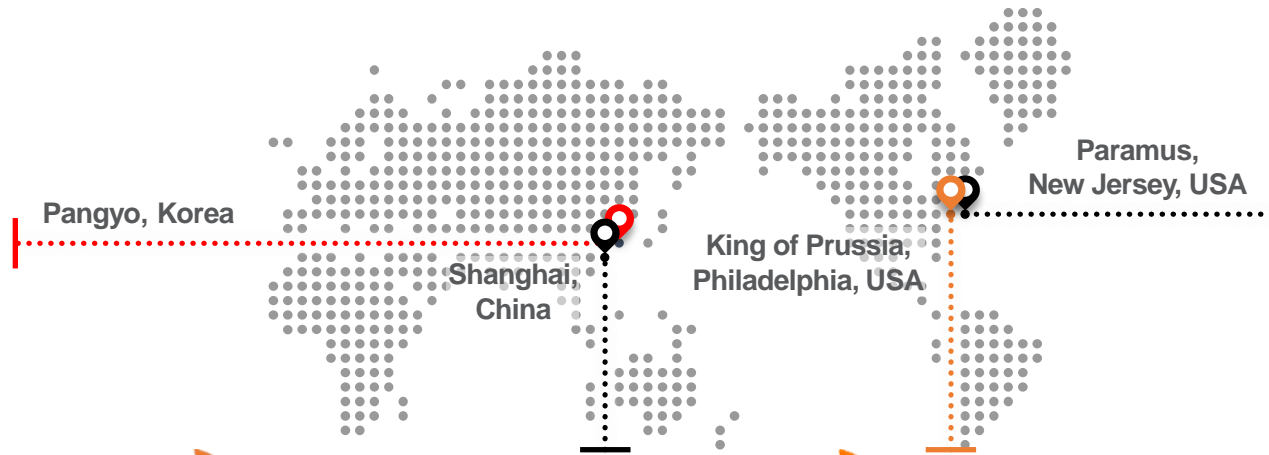 Paramus,
New Jersey, USA
Pangyo, Korea
King of Prussia,
Philadelphia, USA
Shanghai,
China